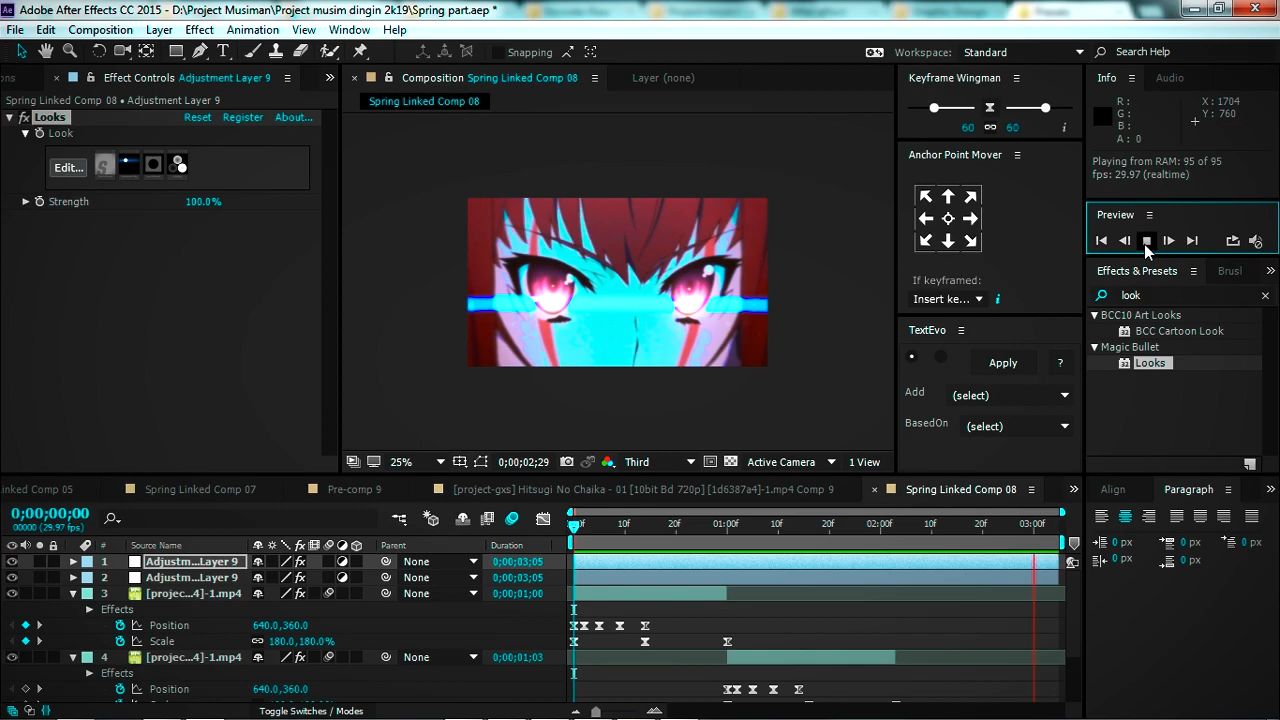 Adobe After Effects CC 2015 - D:\Project Musiman\Project musim dingin 2k19\Spring part.aep *
File Edit Composition Layer Effect Animation View Window Help
Snapping
Workspace: Standard
Search Help
ons
Effect Controls Adjustment Layer 9
Spring Linked Comp 08 • Adjustment Layer 9
fx Looks Reset Register About...
Look
Edit...
Strength 100.0%
Composition Spring Linked Comp 08
Layer (none)
Spring Linked Comp 08
25%
0;00;02;29
Third
Active Camera
1 View
Keyframe Wingman
60 60
Anchor Point Mover
If keyframed:
Insert ke...
TextEvo
Apply ?
Add (select)
BasedOn (select)
Info Audio
R :
G :
B :
A : 0
X : 1704
Y : 760
Playing from RAM: 95 of 95
fps: 29.97 (realtime)
Preview
Effects & Presets Brusl
look
BCC10 Art Looks
BCC Cartoon Look
Magic Bullet
Looks
inked Comp 05
Spring Linked Comp 07
Pre-comp 9
[project-gxs] Hitsugi No Chaika - 01 [10bit Bd 720p] [1d6387a4]-1.mp4 Comp 9
Spring Linked Comp 08
0;00;00;00
00000 (29.97 fps)
# Source Name Parent Duration
10f 20f 01:00f 10f 20f 02:00f 10f 20f 03:00f
1 Adjustm...Layer 9 None 0;00;03;05
2 Adjustm...Layer 9 None 0;00;03;05
3 [projec...4]-1.mp4 None 0;00;01;00
Effects
Position 640.0,360.0
Scale 180.0,180.0%
4 [projec...4]-1.mp4 None 0;00;01;03
Effects
Position 640.0,360.0
Toggle Switches / Modes
Align Paragraph
0 px 0 px 0 px
0 px 0 px